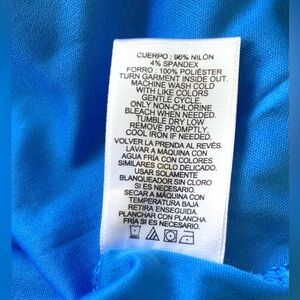 CUERPO : 96% NILÓN
4% SPANDEX
FORRO : 100% POLIÉSTER
TURN GARMENT INSIDE OUT.
MACHINE WASH COLD
WITH LIKE COLORS
GENTLE CYCLE.
ONLY NON-CHLORINE
BLEACH WHEN NEEDED.
TUMBLE DRY LOW
REMOVE PROMPTLY.
COOL IRON IF NEEDED.
VOLVER LA PRENDA AL REVÉS.
LAVAR A MÁQUINA CON
AGUA FRÍA CON COLORES
SIMILARES CICLO DELICADO.
USAR SOLAMENTE
BLANQUEADOR SIN CLORO
SI ES NECESARIO.
SECAR A MÁQUINA CON
TEMPERATURA BAJA
RETIRA ENSEGUIDA.
PLANCHAR CON PLANCHA
FRÍA SI ES NECESARIO.